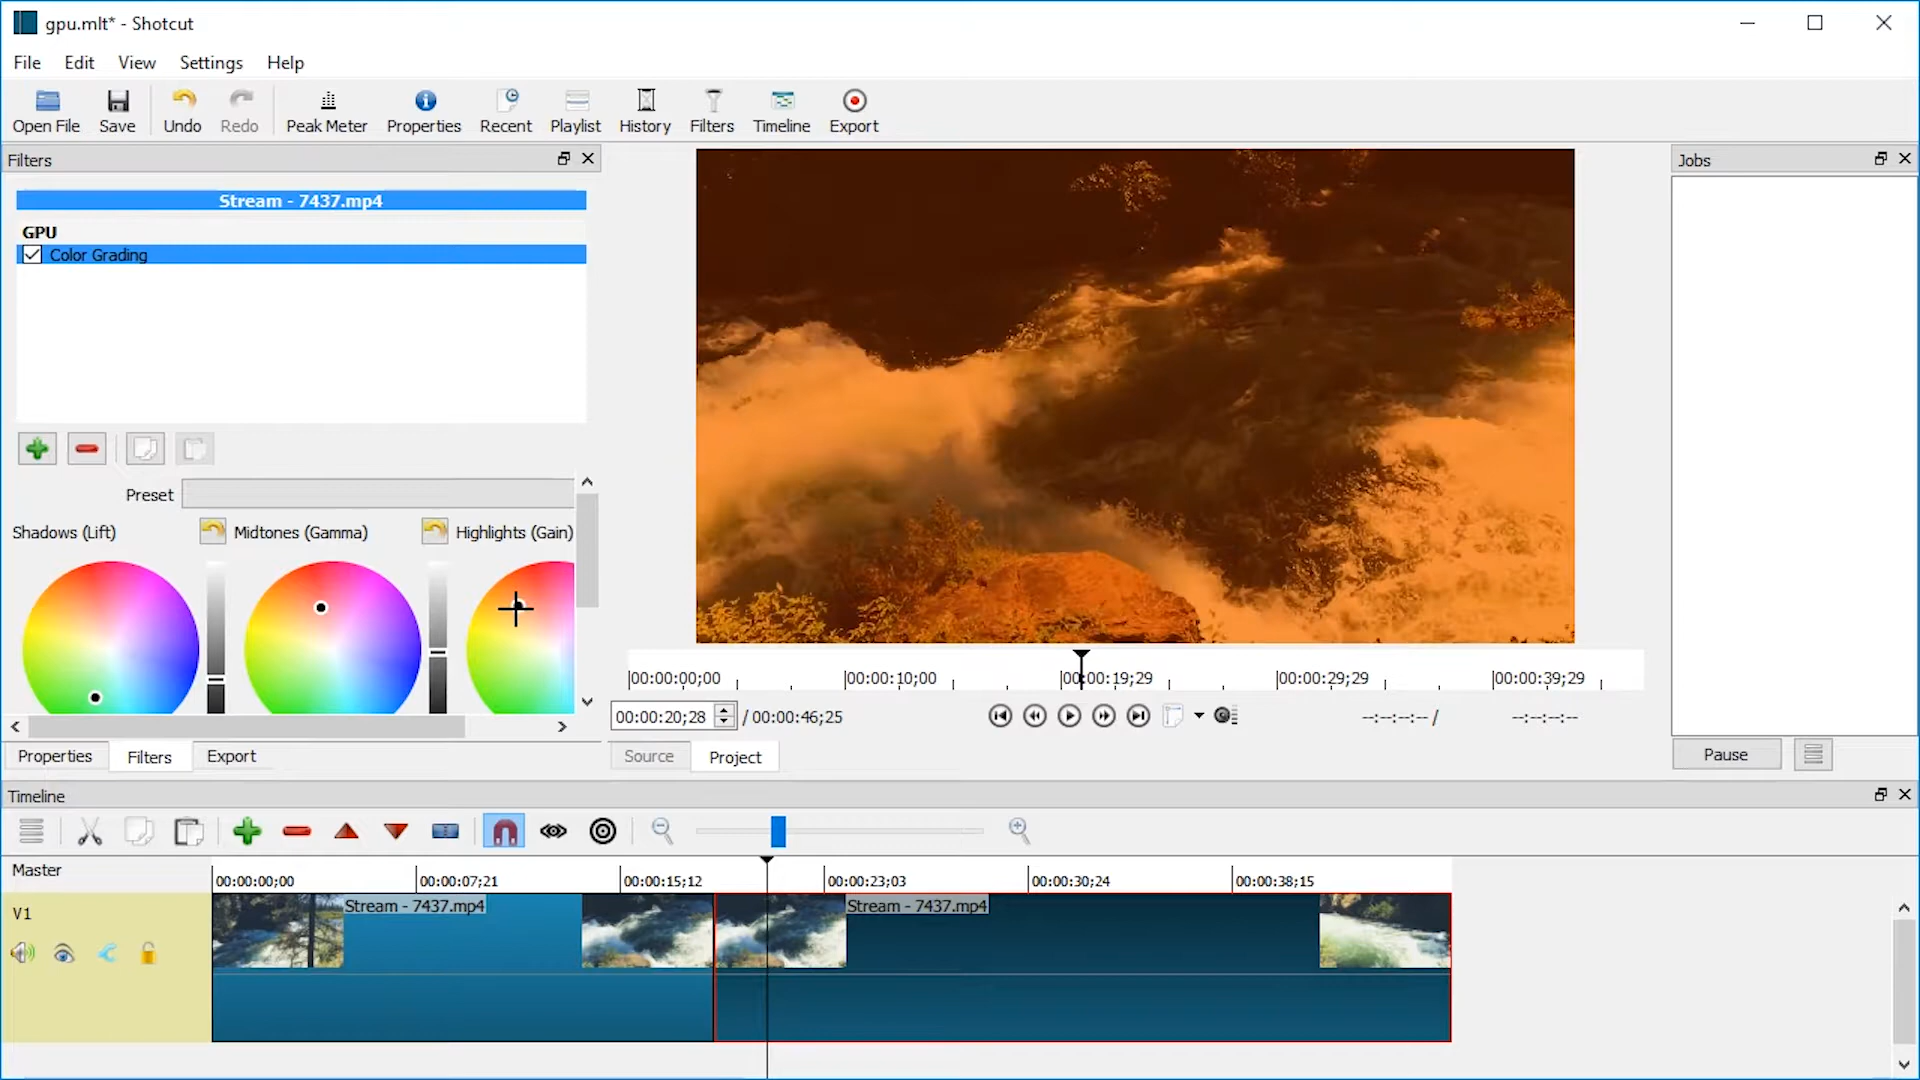 gpu.mlt* - Shotcut
File Edit View Settings Help
Open File Save Undo Redo Peak Meter Properties Recent Playlist History Filters Timeline Export
Filters
Jobs
Stream - 7437.mp4
GPU
Color Grading
Preset
Shadows (Lift) Midtones (Gamma) Highlights (Gain)
00:00:00;00 00:00:10;00 00:00:19;29 00:00:29;29 00:00:39;29
00:00:20;28 / 00:00:46;25 --:--:--:-- / --:--:--:--
Properties Filters Export
Source Project
Pause
Timeline
Master
00:00:00;00 00:00:07;21 00:00:15;12 00:00:23;03 00:00:30;24 00:00:38;15
V1
Stream - 7437.mp4 Stream - 7437.mp4